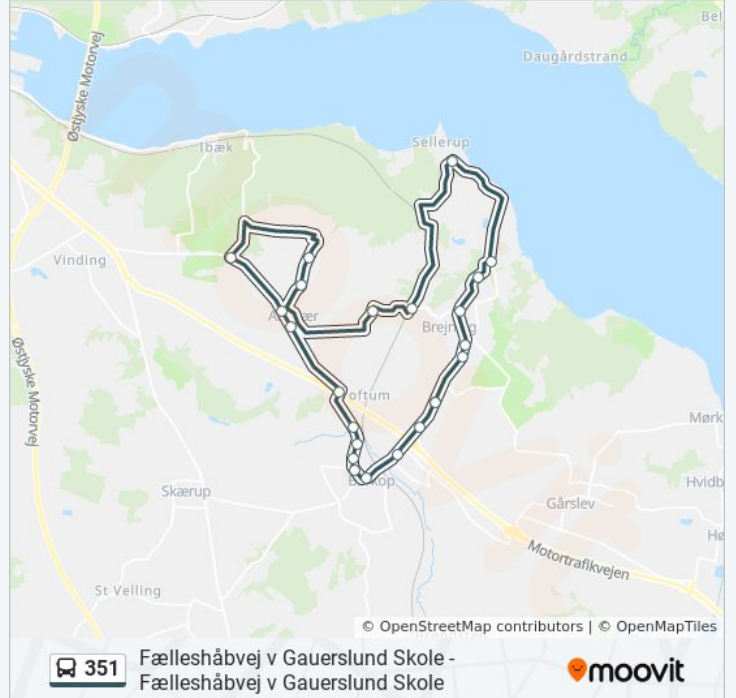 Østjyske Motorvej
Bel
Daugårdstrand
Ibæk
Sellerup
Vinding
Brejning
Østjyske Motorvej
oftum
Mørk
Skærup
Hvidb
Gårslev
Hø
Motortrafikvejen
St Velling
© OpenStreetMap contributors | © OpenMapTiles
351
Fælleshåbvej v Gauerslund Skole -
Fælleshåbvej v Gauerslund Skole
moovit